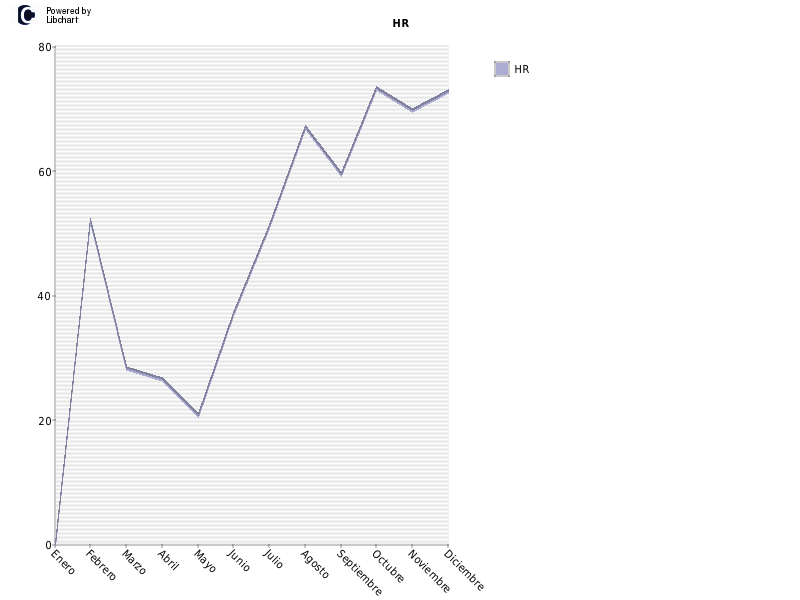 Powered by
Libchart
HR
HR
80
60
40
20
0
Enero
Febrero
Marzo
Abril
Mayo
Junio
Julio
Agosto
Septiembre
Octubre
Noviembre
Diciembre